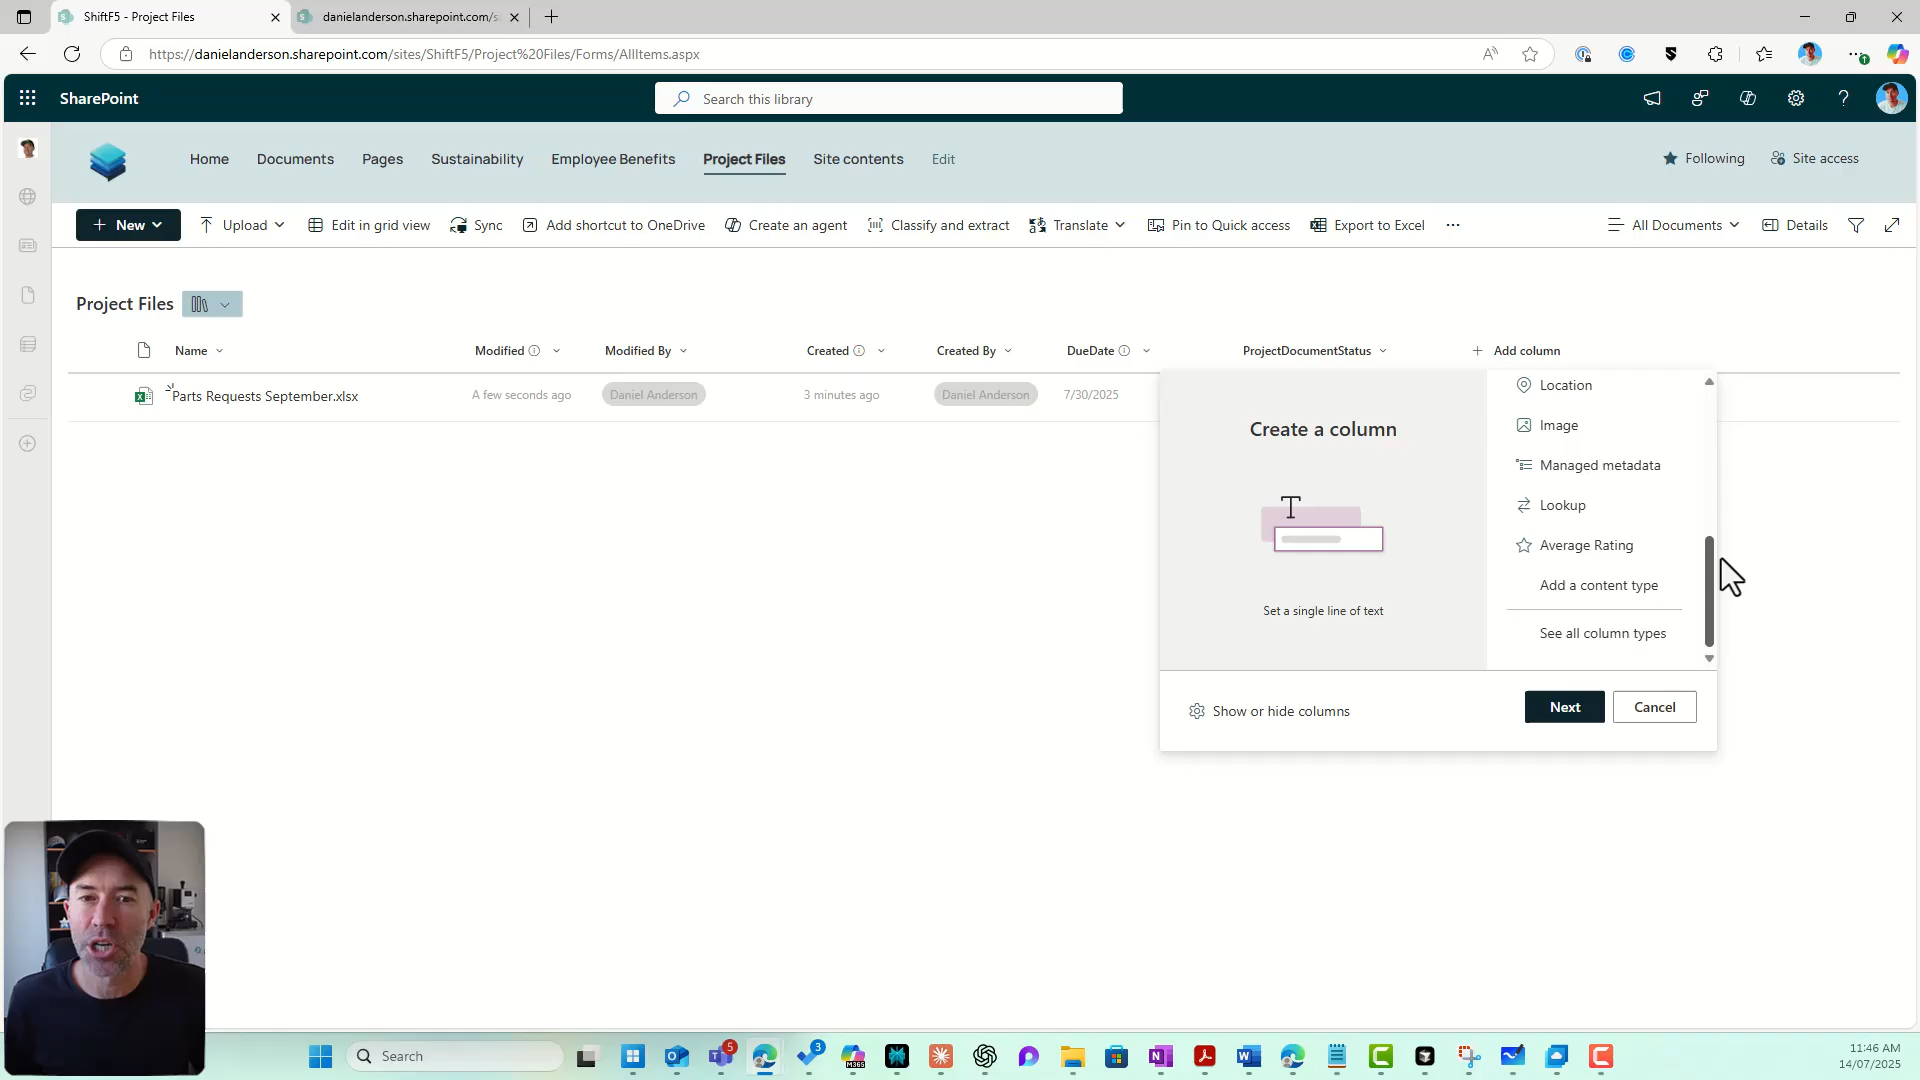 ShiftF5 - Project Files
danielanderson.sharepoint.com/s
https://danielanderson.sharepoint.com/sites/ShiftF5/Project%20Files/Forms/AllItems.aspx
SharePoint
Search this library
Home
Documents
Pages
Sustainability
Employee Benefits
Project Files
Site contents
Edit
Following
Site access
New
Upload
Edit in grid view
Sync
Add shortcut to OneDrive
Create an agent
Classify and extract
Translate
Pin to Quick access
Export to Excel
All Documents
Details
Project Files
Name
Modified
Modified By
Created
Created By
DueDate
ProjectDocumentStatus
Add column
Parts Requests September.xlsx
A few seconds ago
Daniel Anderson
3 minutes ago
Daniel Anderson
7/30/2025
Create a column
Set a single line of text
Location
Image
Managed metadata
Lookup
Average Rating
Add a content type
See all column types
Show or hide columns
Next
Cancel
Search
5
3
M365
11:46 AM
14/07/2025